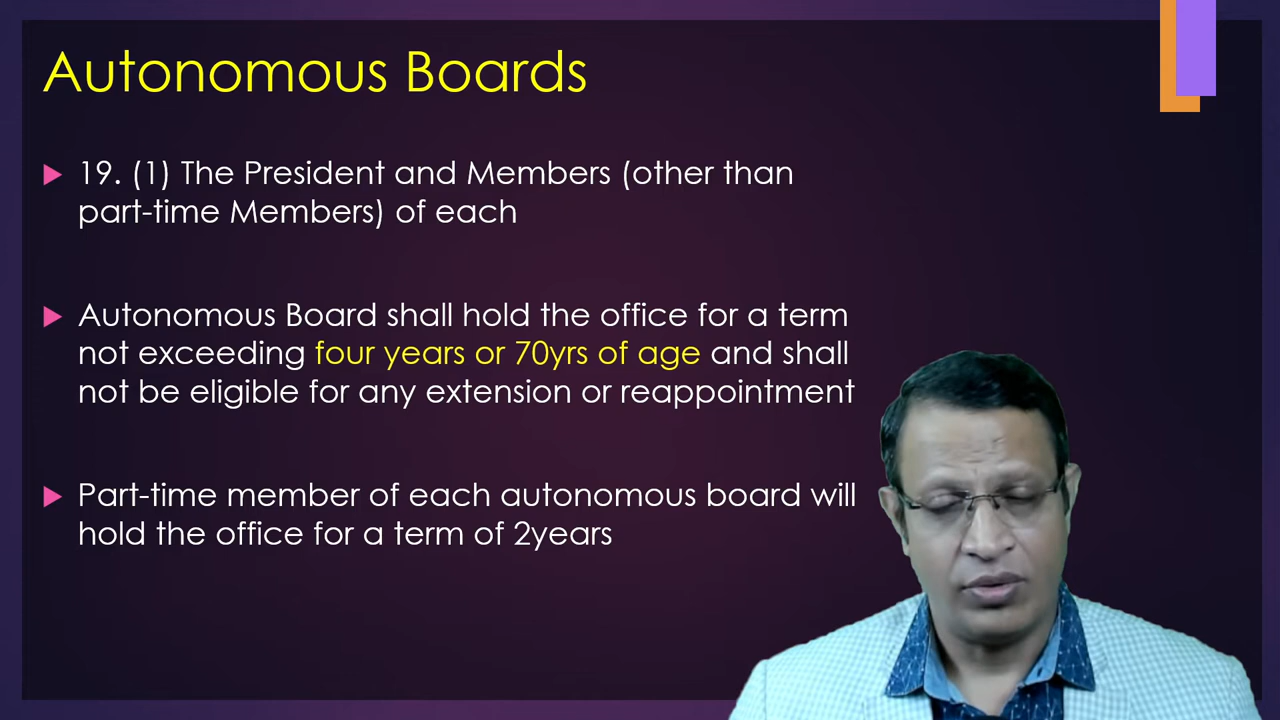 Autonomous Boards
19. (1) The President and Members (other than
part-time Members) of each
Autonomous Board shall hold the office for a term
not exceeding four years or 70yrs of age and shall
not be eligible for any extension or reappointment
Part-time member of each autonomous board will
hold the office for a term of 2years